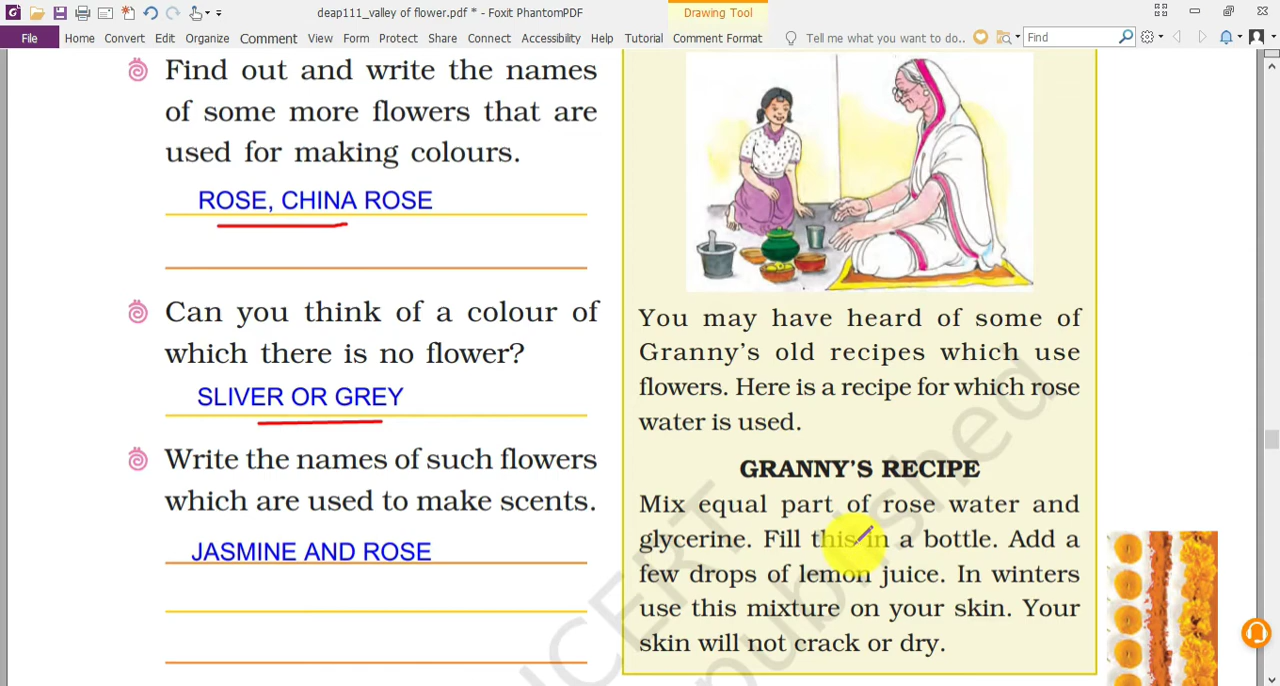 deap111_valley of flower.pdf * - Foxit PhantomPDF
Drawing Tool
File Home Convert Edit Organize Comment View Form Protect Share Connect Accessibility Help Tutorial Comment Format Tell me what you want to do.. Find
Find out and write the names
of some more flowers that are
used for making colours.
ROSE, CHINA ROSE
Can you think of a colour of
which there is no flower?
SLIVER OR GREY
Write the names of such flowers
which are used to make scents.
JASMINE AND ROSE
You may have heard of some of
Granny's old recipes which use
flowers. Here is a recipe for which rose
water is used.
GRANNY'S RECIPE
Mix equal part of rose water and
glycerine. Fill this in a bottle. Add a
few drops of lemon juice. In winters
use this mixture on your skin. Your
skin will not crack or dry.